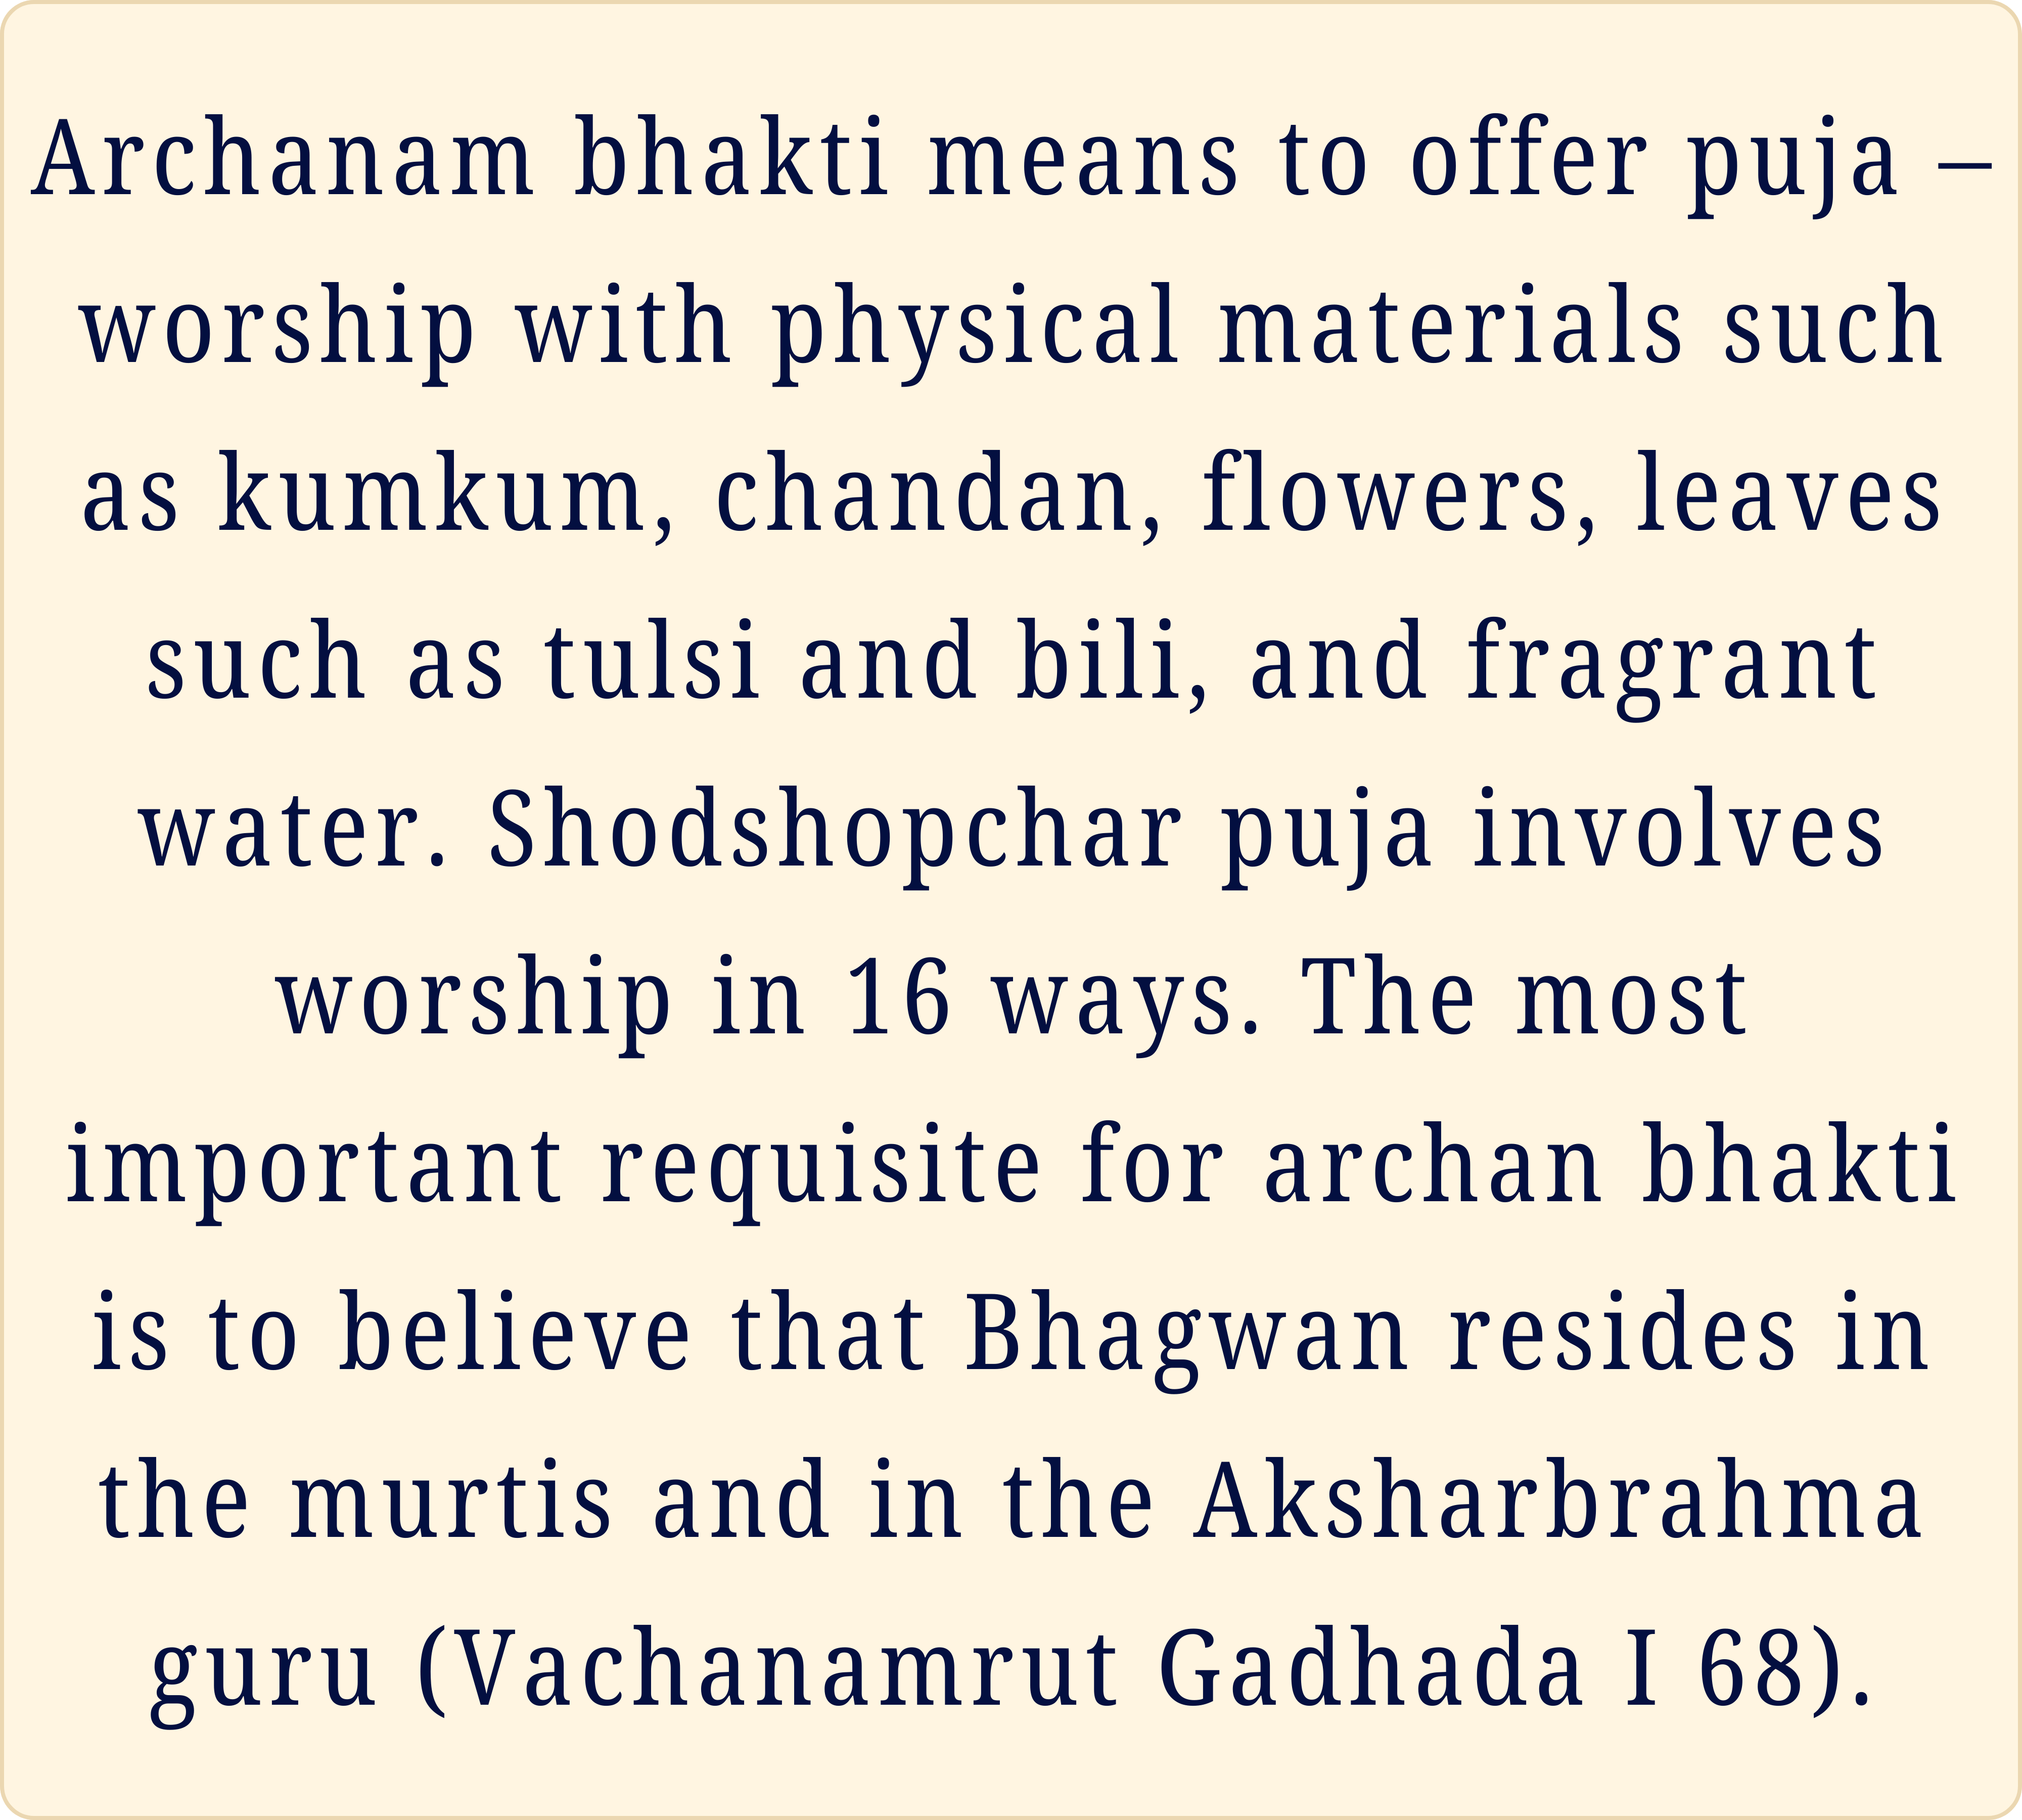 Archanam bhakti means to offer puja –
worship with physical materials such
as kumkum, chandan, flowers, leaves
such as tulsi and bili, and fragrant
water. Shodshopchar puja involves
worship in 16 ways. The most
important requisite for archan bhakti
is to believe that Bhagwan resides in
the murtis and in the Aksharbrahma
guru (Vachanamrut Gadhada I 68).